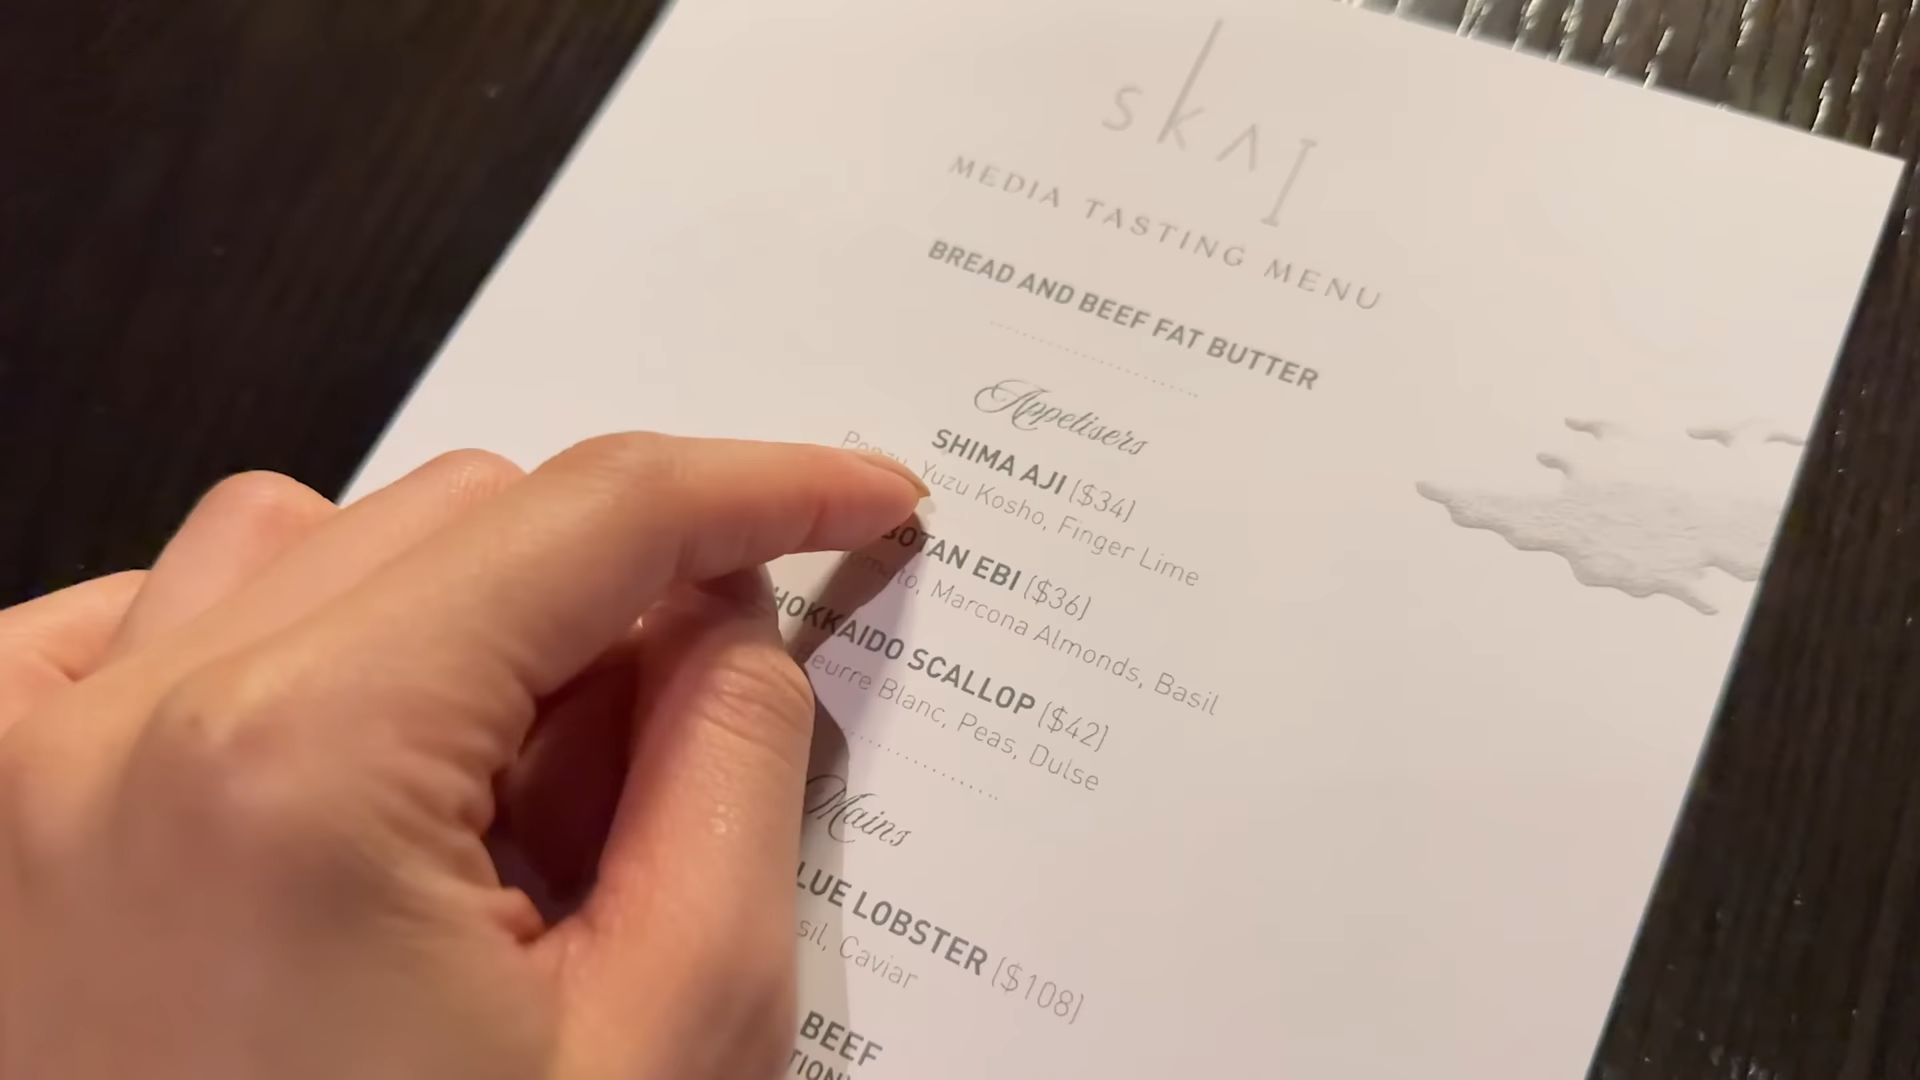 skAI
MEDIA TASTING MENU
BREAD AND BEEF FAT BUTTER
Appetisers
SHIMA AJI ($34)
Ponzu, Yuzu Kosho, Finger Lime
BOTAN EBI ($36)
Marcona Almonds, Basil
HOKKAIDO SCALLOP ($42)
Beurre Blanc, Peas, Dulse
Mains
LOBSTER ($108)
Caviar
BEEF